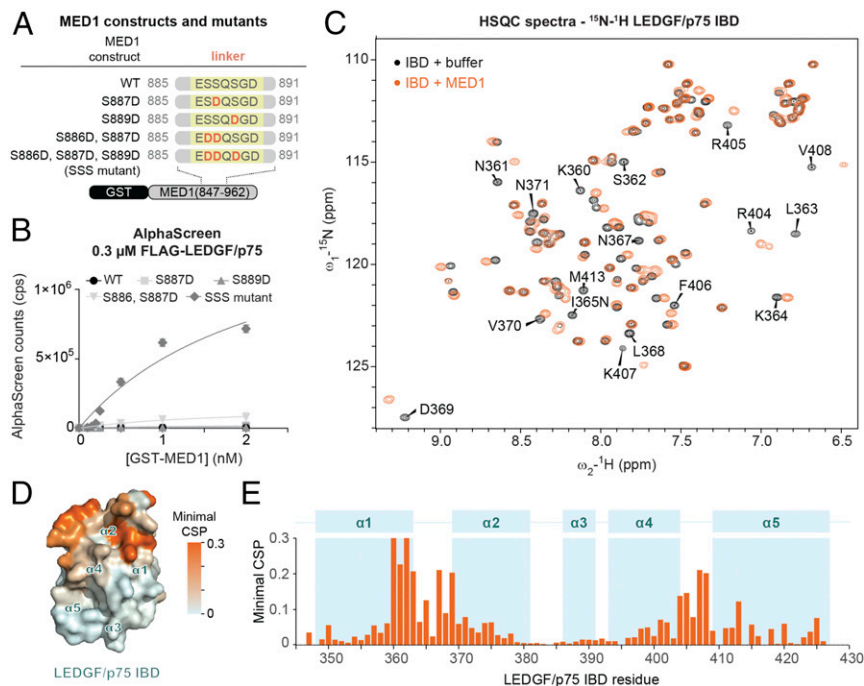 A MED1 constructs and mutants
MED1 construct linker
WT 885 ESSQSGD 891
S887D 885 ESDQSGD 891
S889D 885 ESSQDGD 891
S886D, S887D 885 EDDQSGD 891
S886D, S887D, S889D 885 EDDQDGD 891
(SSS mutant)
GST MED1(847-962)
B AlphaScreen
0.3 µM FLAG-LEDGF/p75
WT S887D S889D
S886, S887D SSS mutant
AlphaScreen counts (cps)
1×10⁶
5×10⁵
0
0 1 2
[GST-MED1] (nM)
C HSQC spectra - ¹⁵N-¹H LEDGF/p75 IBD
IBD + buffer
IBD + MED1
110
115
120
125
ω₁-¹⁵N (ppm)
R405
V408
N361
K360
S362
N371
R404
L363
N367
M413
I365N
F406
K364
V370
L368
K407
D369
9.0 8.5 8.0 7.5 7.0 6.5
ω₂-¹H (ppm)
D
Minimal CSP
0.3
0
α2
α4
α1
α5
α3
LEDGF/p75 IBD
E
α1 α2 α3 α4 α5
Minimal CSP
0.3
0.2
0.1
0
350 360 370 380 390 400 410 420 430
LEDGF/p75 IBD residue